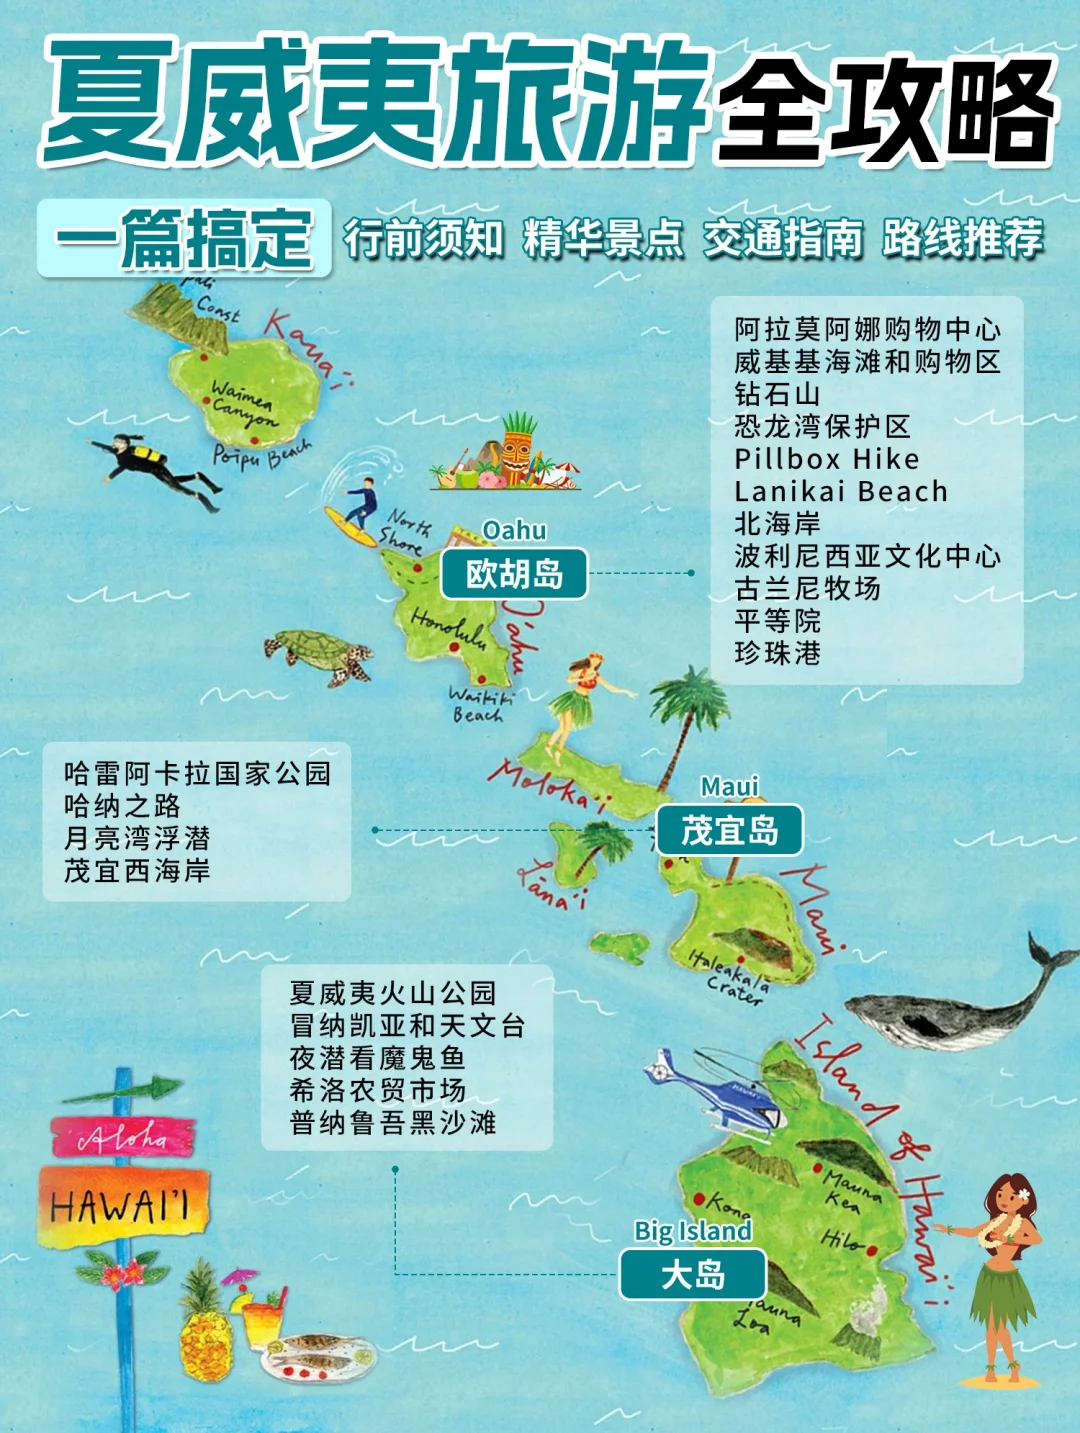 夏威夷旅游全攻略
一篇搞定 行前须知 精华景点 交通指南 路线推荐
Coast
Kaua'i
Waimea
Canyon
Poipu Beach
阿拉莫阿娜购物中心
威基基海滩和购物区
钻石山
恐龙湾保护区
Pillbox Hike
Lanikai Beach
北海岸
波利尼西亚文化中心
古兰尼牧场
平等院
珍珠港
North
Shore
Oahu
欧胡岛
O'ahu
Honolulu
Waikiki
Beach
Moloka'i
哈雷阿卡拉国家公园
哈纳之路
月亮湾浮潜
茂宜西海岸
Maui
茂宜岛
Lāna'i
Maui
Haleakalā
Crater
夏威夷火山公园
冒纳凯亚和天文台
夜潜看魔鬼鱼
希洛农贸市场
普纳鲁吾黑沙滩
Island of Hawai'i
Mauna
Kea
Kona
Hilo
Big Island
大岛
Loa
Aloha
HAWAI'I